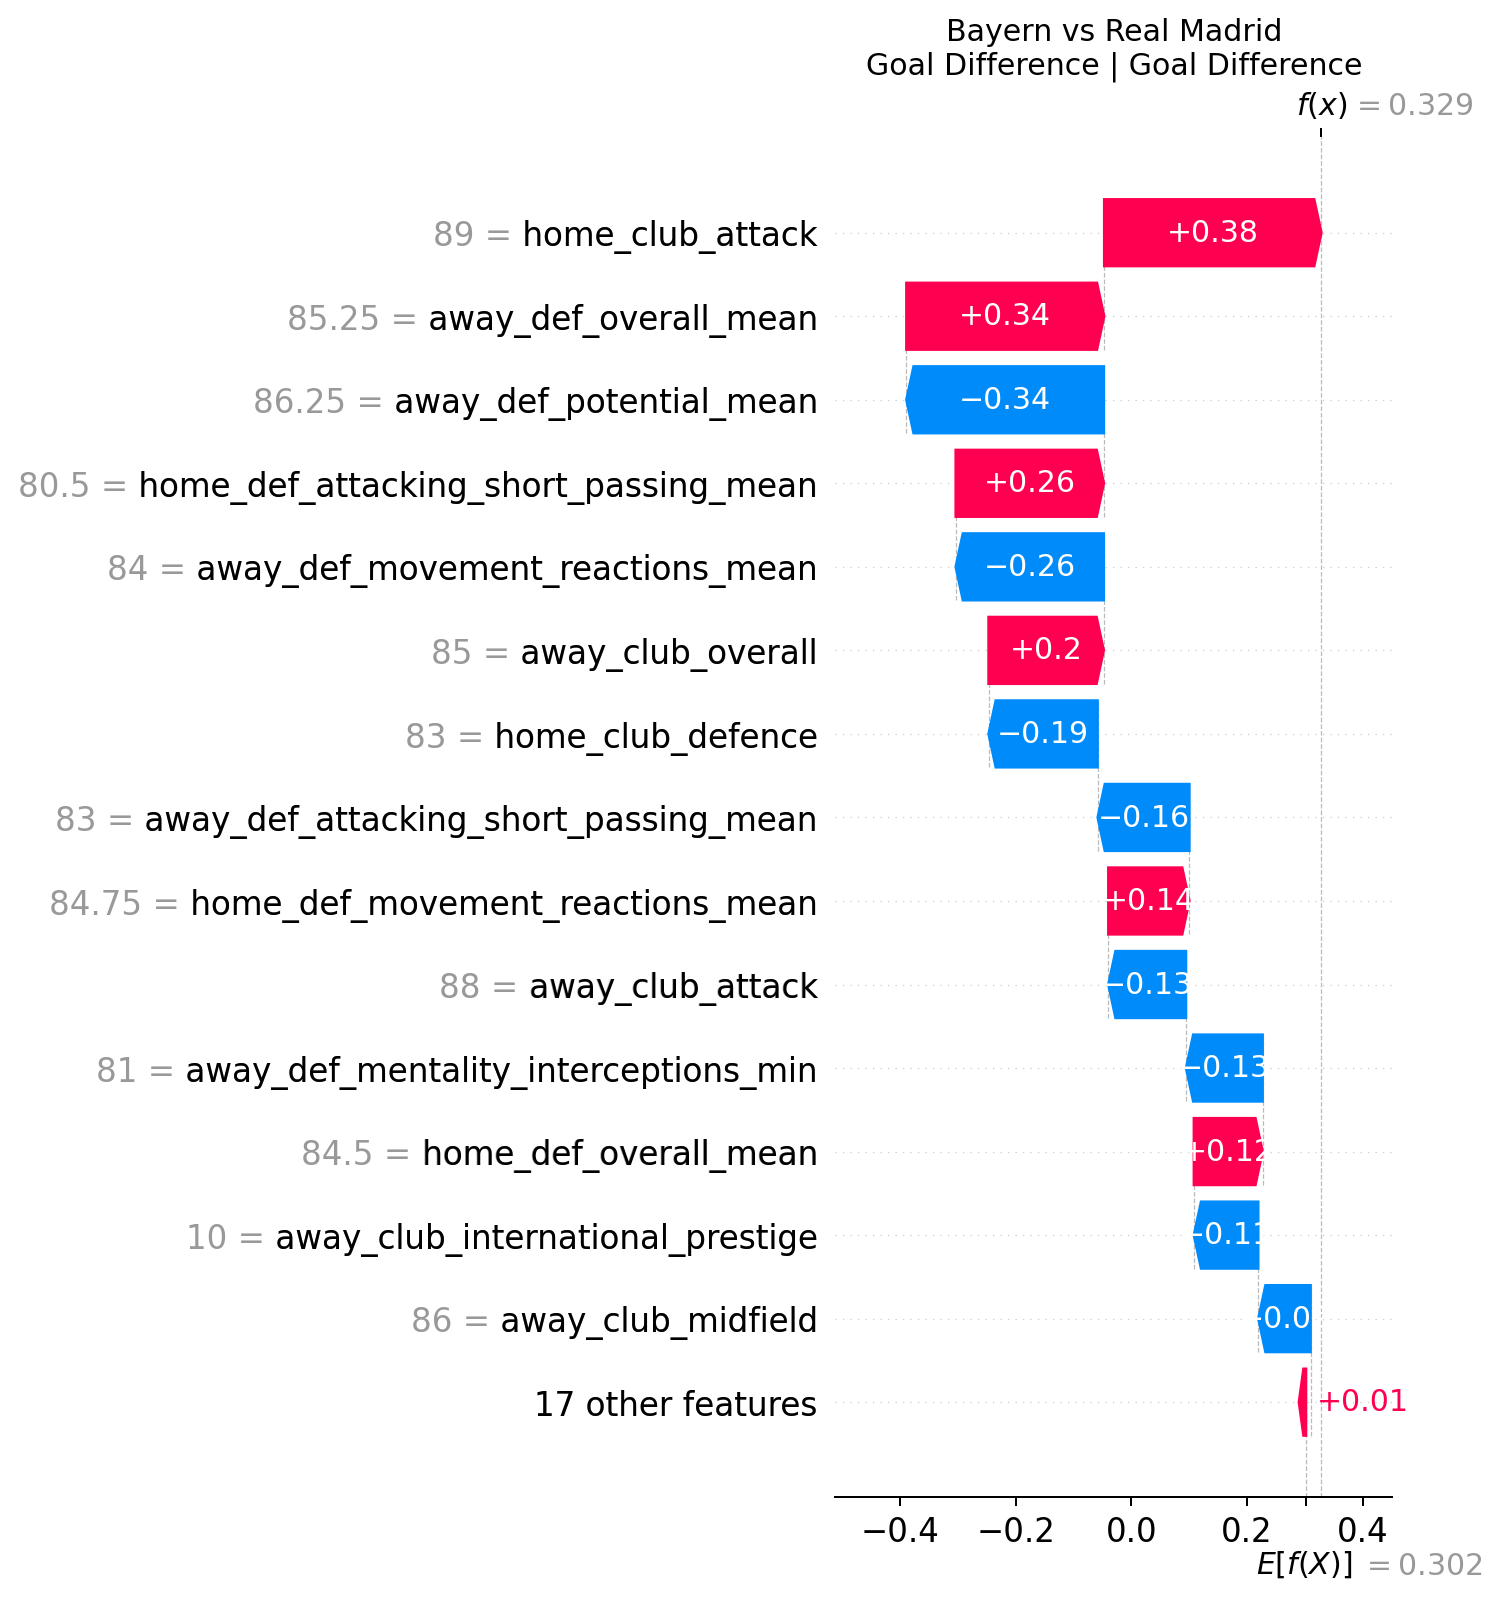 Bayern vs Real Madrid
Goal Difference | Goal Difference
f(x) = 0.329
89 = home_club_attack +0.38
85.25 = away_def_overall_mean +0.34
86.25 = away_def_potential_mean −0.34
80.5 = home_def_attacking_short_passing_mean +0.26
84 = away_def_movement_reactions_mean −0.26
85 = away_club_overall +0.2
83 = home_club_defence −0.19
83 = away_def_attacking_short_passing_mean −0.16
84.75 = home_def_movement_reactions_mean +0.14
88 = away_club_attack −0.13
81 = away_def_mentality_interceptions_min −0.13
84.5 = home_def_overall_mean +0.12
10 = away_club_international_prestige −0.11
86 = away_club_midfield
17 other features +0.01
−0.4 −0.2 0.0 0.2 0.4
E[f(X)] = 0.302